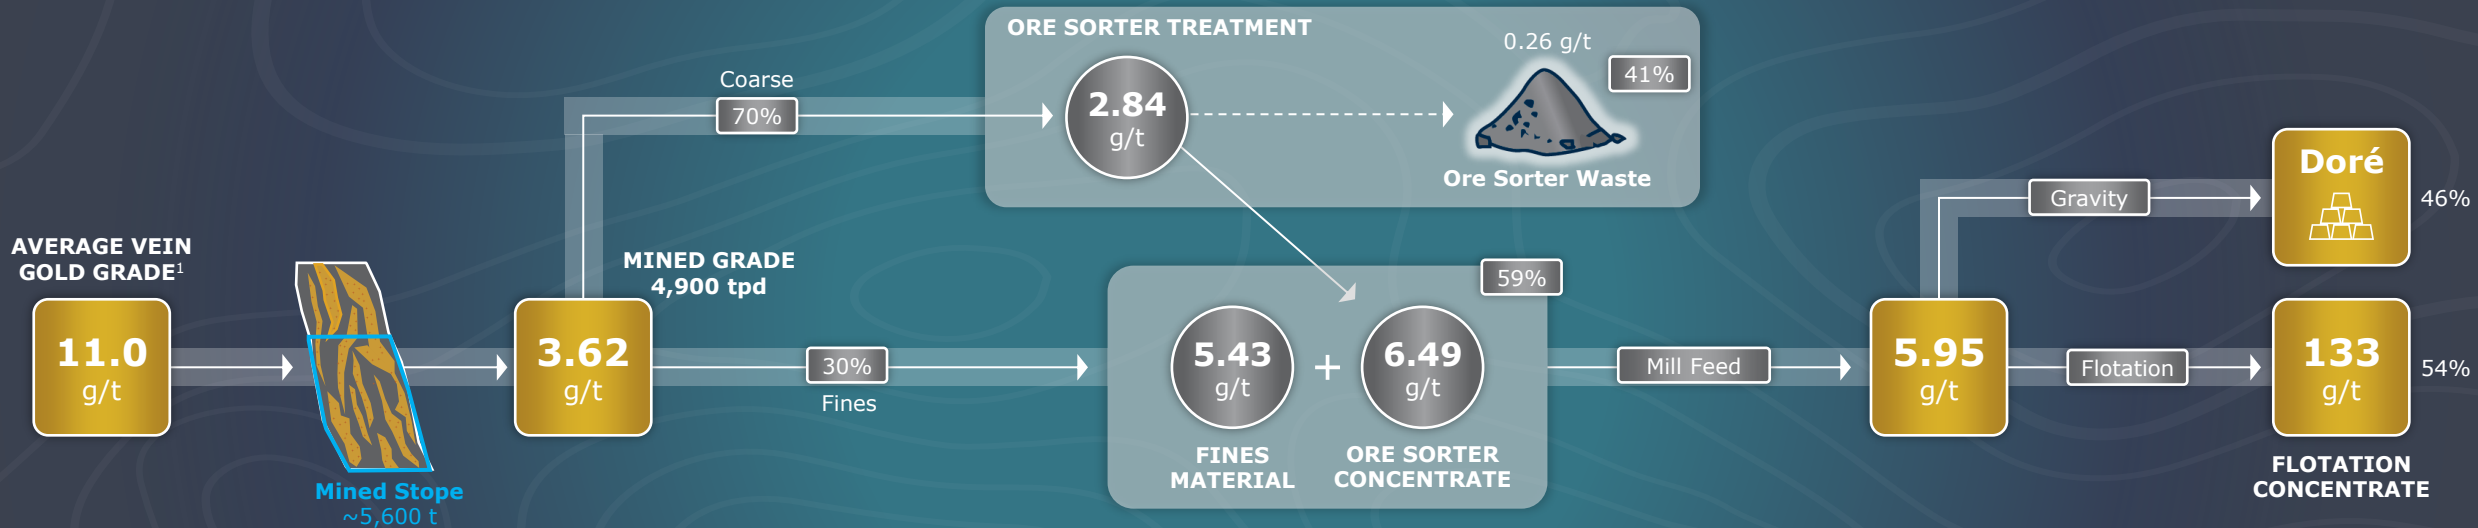 ORE SORTER TREATMENT
0.26 g/t
41%
Coarse
70%
2.84
g/t
Ore Sorter Waste
AVERAGE VEIN
GOLD GRADE¹
11.0
g/t
Mined Stope
~5,600 t
MINED GRADE
4,900 tpd
3.62
g/t
30%
Fines
59%
5.43
g/t
+
6.49
g/t
FINES
MATERIAL
ORE SORTER
CONCENTRATE
Mill Feed
5.95
g/t
Gravity
Doré
46%
Flotation
133
g/t
54%
FLOTATION
CONCENTRATE